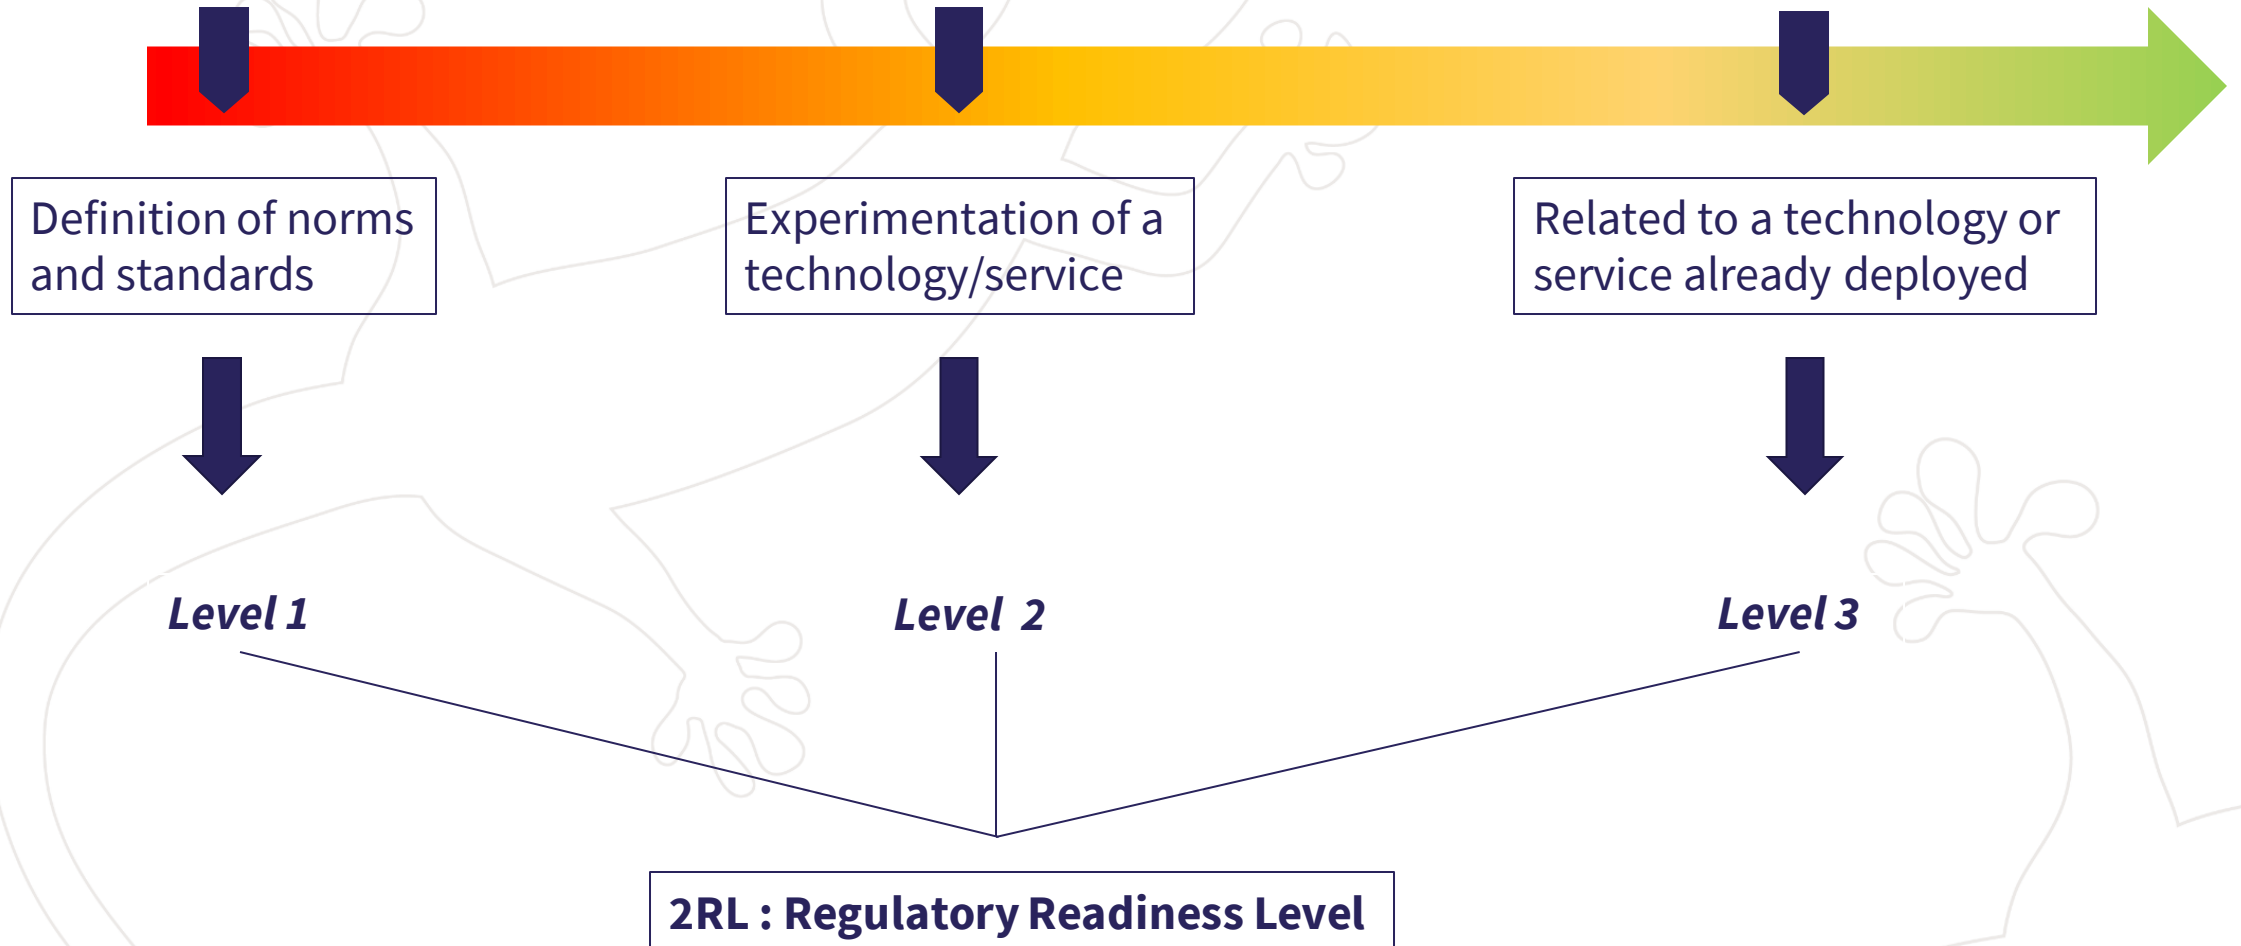 Definition of norms
and standards
Experimentation of a
technology/service
Related to a technology or
service already deployed
Level 1
Level 2
Level 3
2RL : Regulatory Readiness Level